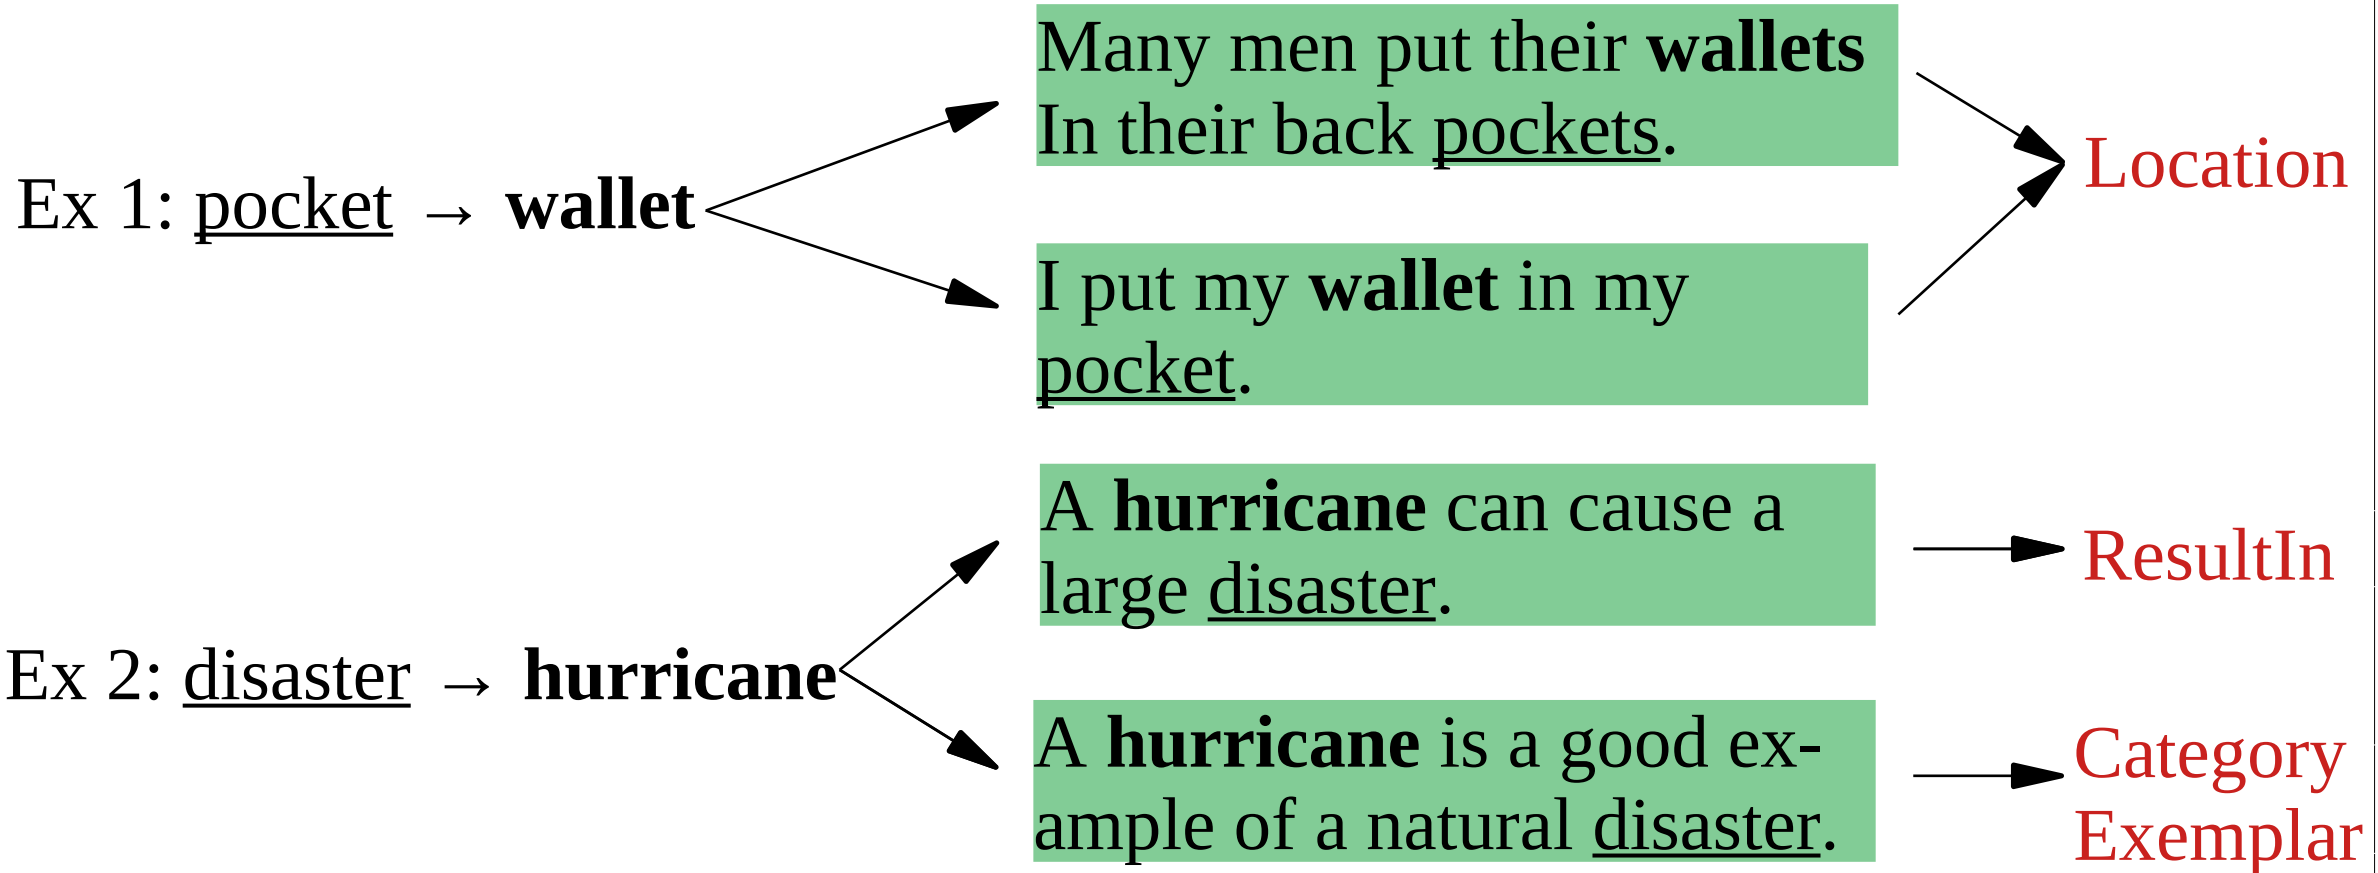 Ex 1: pocket → wallet
Many men put their wallets
In their back pockets.
I put my wallet in my
pocket.
Location
Ex 2: disaster → hurricane
A hurricane can cause a
large disaster.
ResultIn
A hurricane is a good ex-
ample of a natural disaster.
Category
Exemplar